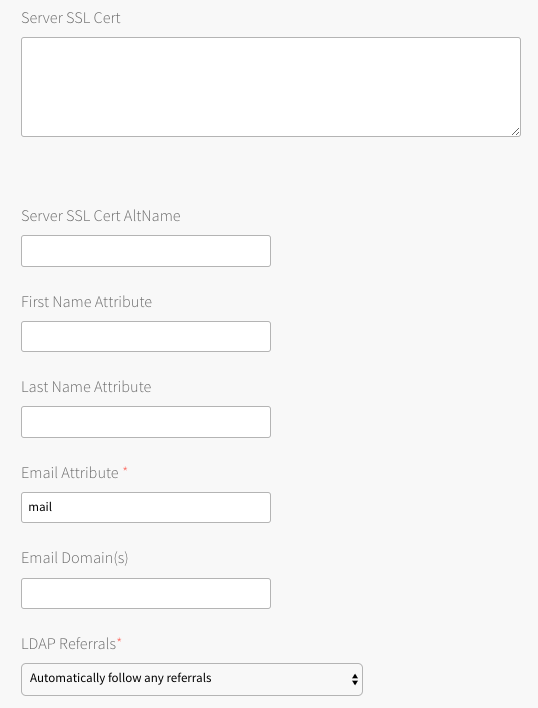 Server SSL Cert
Server SSL Cert AltName
First Name Attribute
Last Name Attribute
Email Attribute *
mail
Email Domain(s)
LDAP Referrals*
Automatically follow any referrals